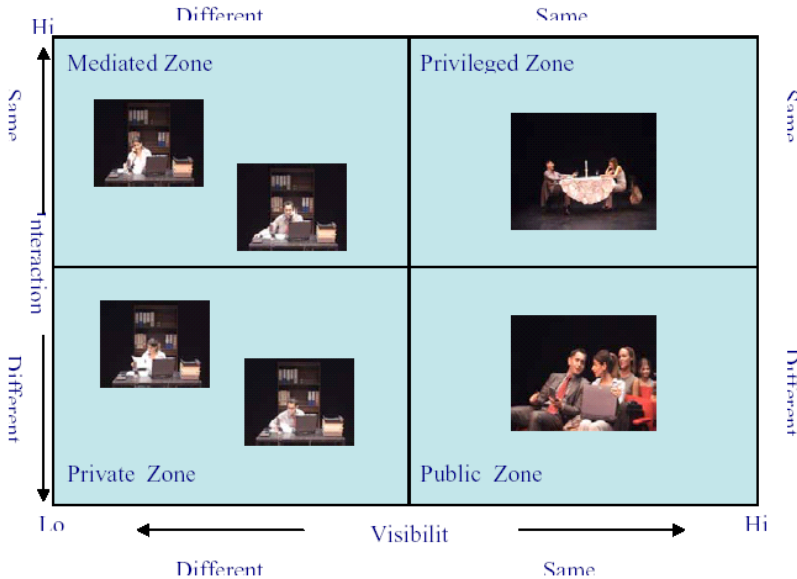 Different Same
Hi
Mediated Zone Privileged Zone
Same Same
Interaction
Different Different
Private Zone Public Zone
Lo Visibilit Hi
Different Same